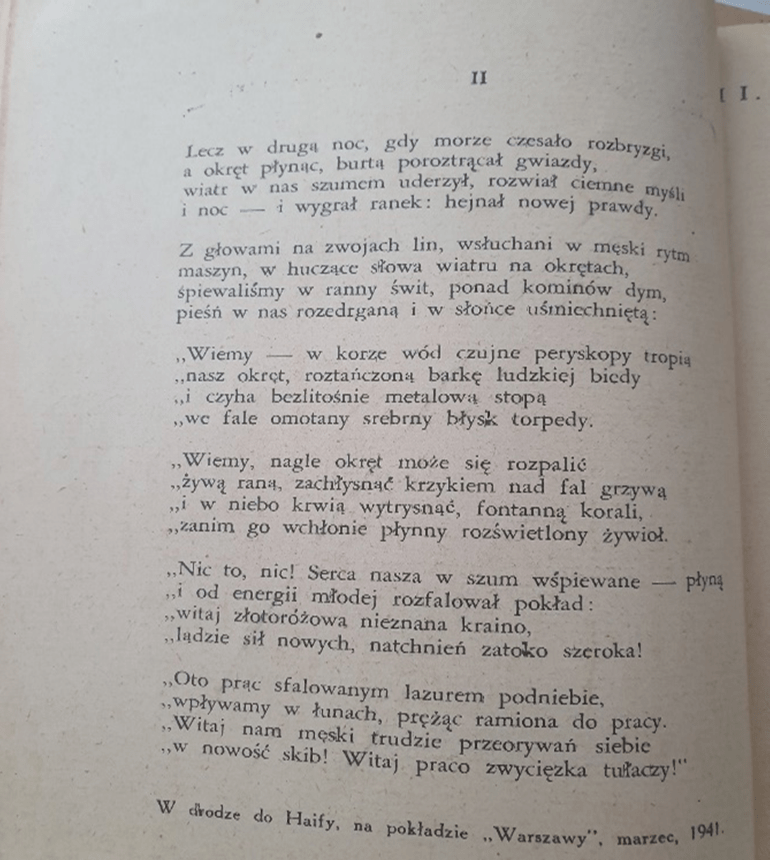 II
I I.
Lecz w drugą noc, gdy morze czesało rozbryzgi,
a okręt płynąc, burtą poroztrącał gwiazdy,
wiatr w nas szumem uderzył, rozwiał ciemne myśli
i noc — i wygrał ranek: hejnał nowej prawdy.
Z głowami na zwojach lin, wsłuchani w męski rytm
maszyn, w huczące słowa wiatru na okrętach,
śpiewaliśmy w ranny świt, ponad kominów dym,
pieśń w nas rozedrganą i w słońce uśmiechniętą:
„Wiemy — w korze wód czujne peryskopy tropią
„nasz okręt, roztańczoną barkę ludzkiej biedy
„i czyha bezlitośnie metalową stopą
„we fale omotany srebrny błysk torpedy.
„Wiemy, nagle okręt może się rozpalić
„żywą raną, zachłysnąć krzykiem nad fal grzywą
„i w niebo krwią wytrysnąć, fontanną korali,
„zanim go wchłonie płynny rozświetlony żywioł.
„Nic to, nic! Serca nasza w szum wśpiewane — płyną
„i od energii młodej rozfalował pokład:
„witaj złotoróżowa nieznana kraino,
„lądzie sił nowych, natchnień zatoko szeroka!
„Oto prąc sfalowanym lazurem podniebie,
„wpływamy w łunach, prężąc ramiona do pracy.
„Witaj nam męski trudzie przeorywań siebie
„w nowość skib! Witaj praco zwycięzka tułaczy!"
W drodze do Haify, na pokładzie „Warszawy", marzec, 1941.